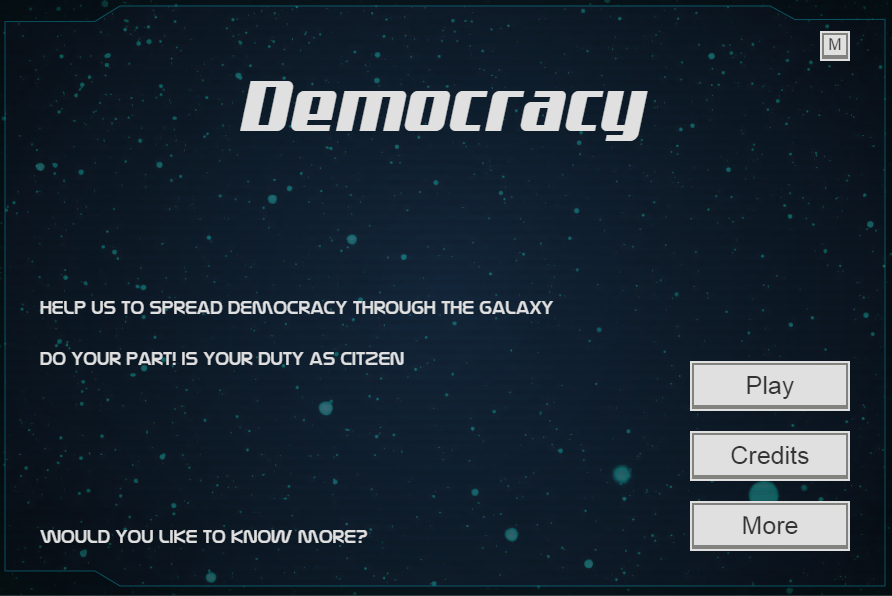 M
Democracy
HELP US TO SPREAD DEMOCRACY THROUGH THE GALAXY
DO YOUR PART! IS YOUR DUTY AS CITZEN
Play
Credits
More
WOULD YOU LIKE TO KNOW MORE?